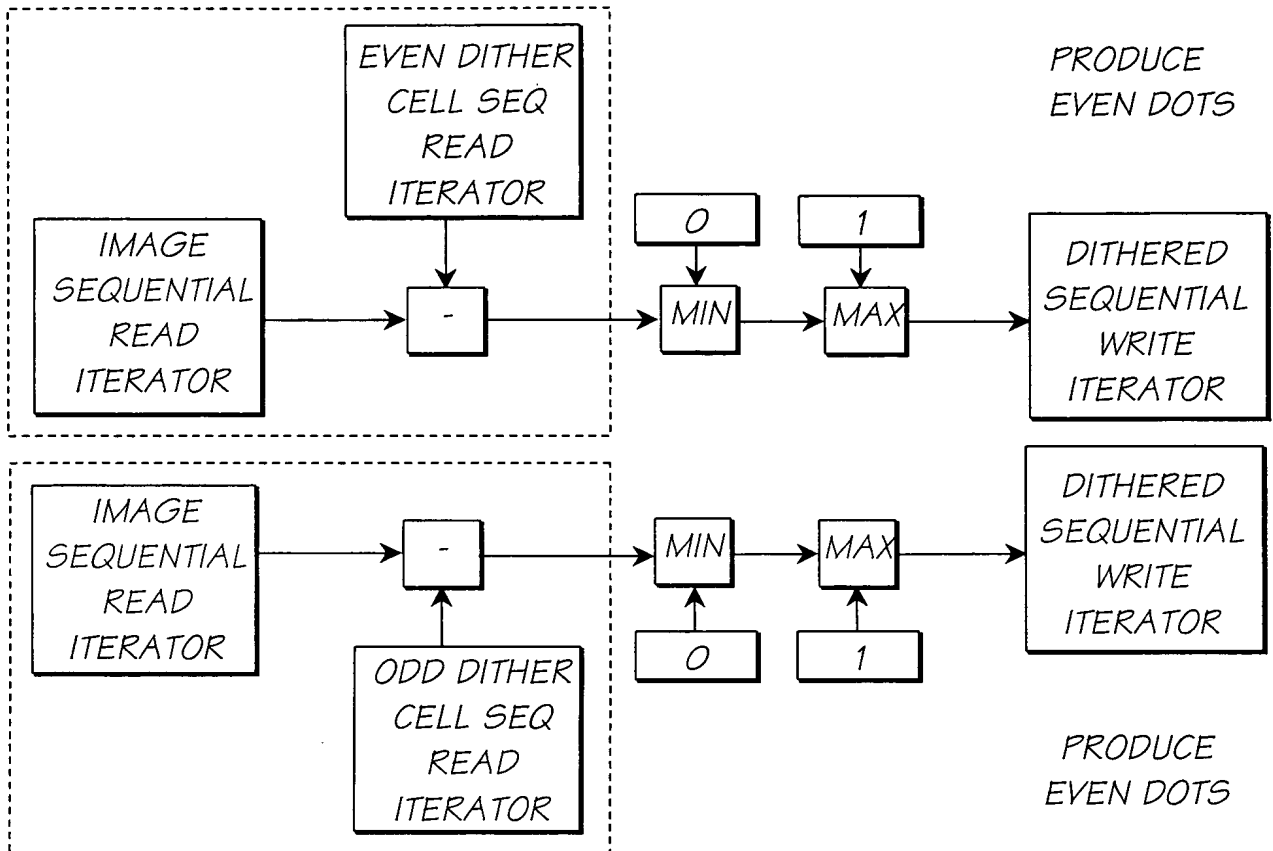 EVEN DITHER
CELL SEQ
READ
ITERATOR
PRODUCE
EVEN DOTS
IMAGE
SEQUENTIAL
READ
ITERATOR
-
0
1
MIN
MAX
DITHERED
SEQUENTIAL
WRITE
ITERATOR
IMAGE
SEQUENTIAL
READ
ITERATOR
-
MIN
MAX
0
1
DITHERED
SEQUENTIAL
WRITE
ITERATOR
ODD DITHER
CELL SEQ
READ
ITERATOR
PRODUCE
EVEN DOTS